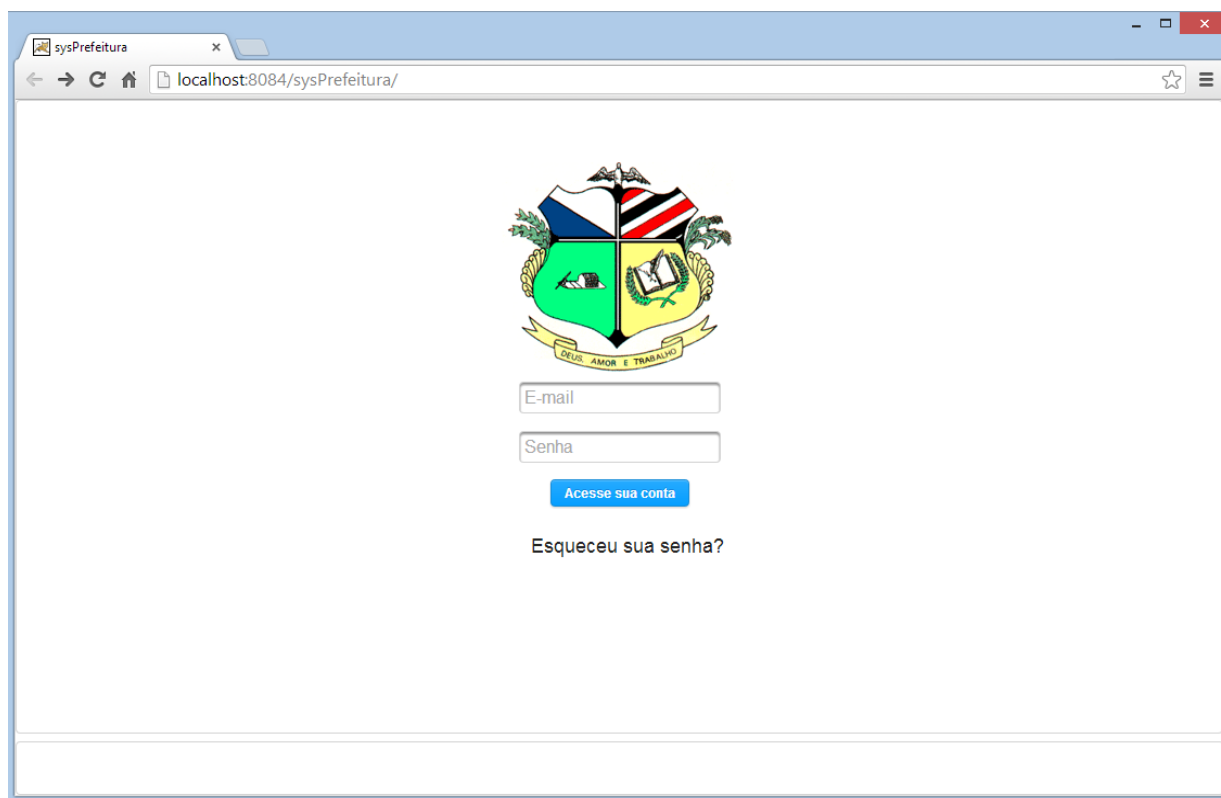 sysPrefeitura
localhost:8084/sysPrefeitura/
DEUS, AMOR E TRABALHO
E-mail
Senha
Acesse sua conta
Esqueceu sua senha?